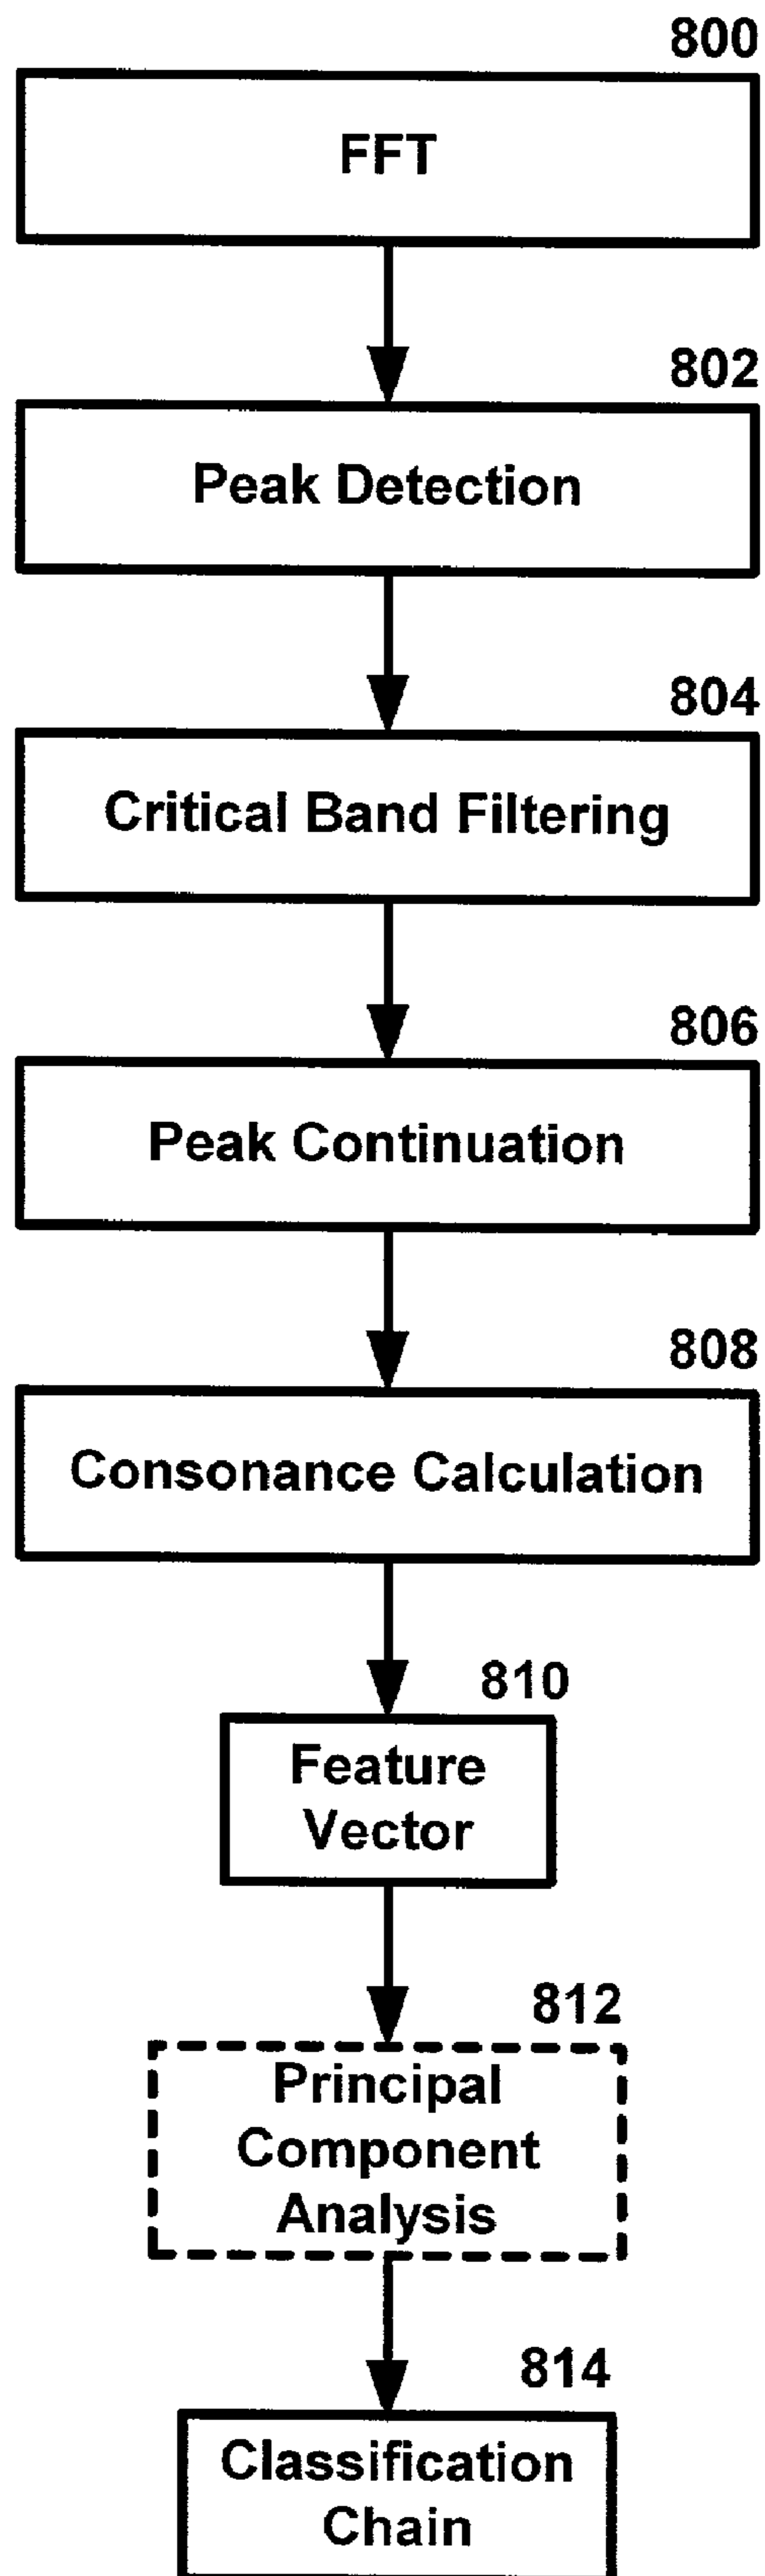 800
FFT
802
Peak Detection
804
Critical Band Filtering
806
Peak Continuation
808
Consonance Calculation
810
Feature
Vector
812
Principal
Component
Analysis
814
Classification
Chain